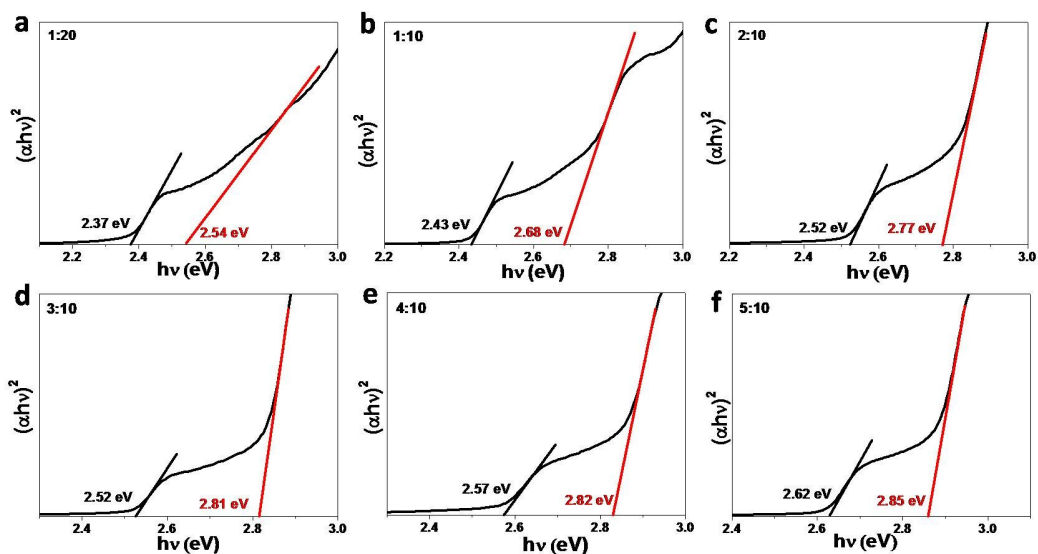 a
1:20
(αhν)²
2.37 eV
2.54 eV
2.2 2.4 2.6 2.8 3.0
hν (eV)
b
1:10
(αhν)²
2.43 eV
2.68 eV
2.4 2.6 2.8 3.0
hν (eV)
c
2:10
(αhν)²
2.52 eV
2.77 eV
2.2 2.4 2.6 2.8 3.0
hν (eV)
d
3:10
(αhν)²
2.52 eV
2.81 eV
2.4 2.6 2.8 3.0
hν (eV)
e
4:10
(αhν)²
2.57 eV
2.82 eV
2.4 2.6 2.8 3.0
hν (eV)
f
5:10
(αhν)²
2.62 eV
2.85 eV
2.4 2.6 2.8 3.0
hν (eV)